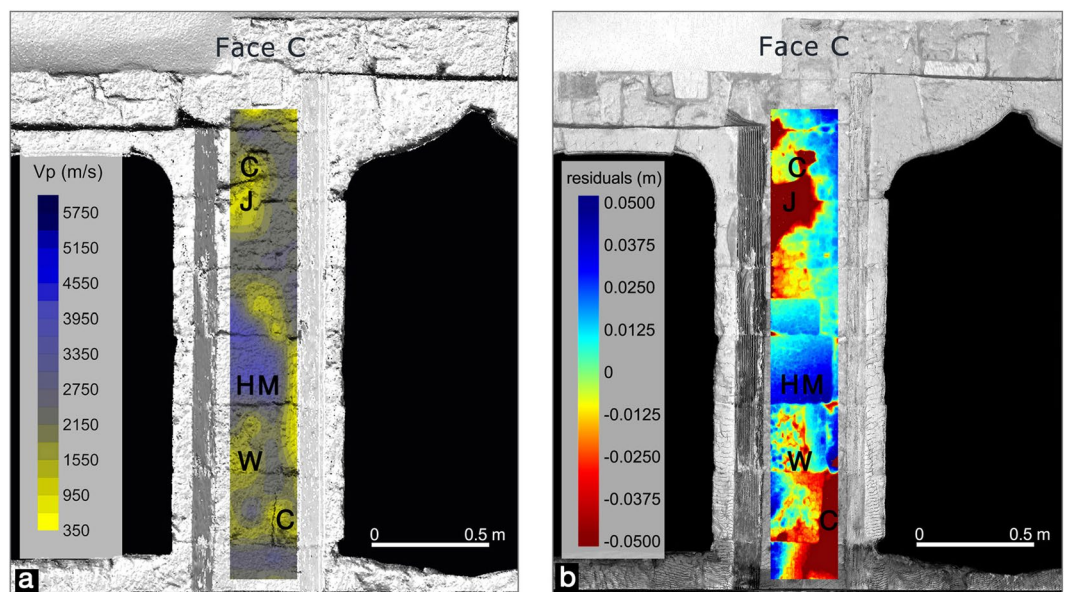 Face C
Vp (m/s)
5750
5150
4550
3950
3350
2750
2150
1550
950
350
C
J
HM
W
C
0 0.5 m
a
Face C
residuals (m)
0.0500
0.0375
0.0250
0.0125
0
-0.0125
-0.0250
-0.0375
-0.0500
C
J
HM
W
C
0 0.5 m
b